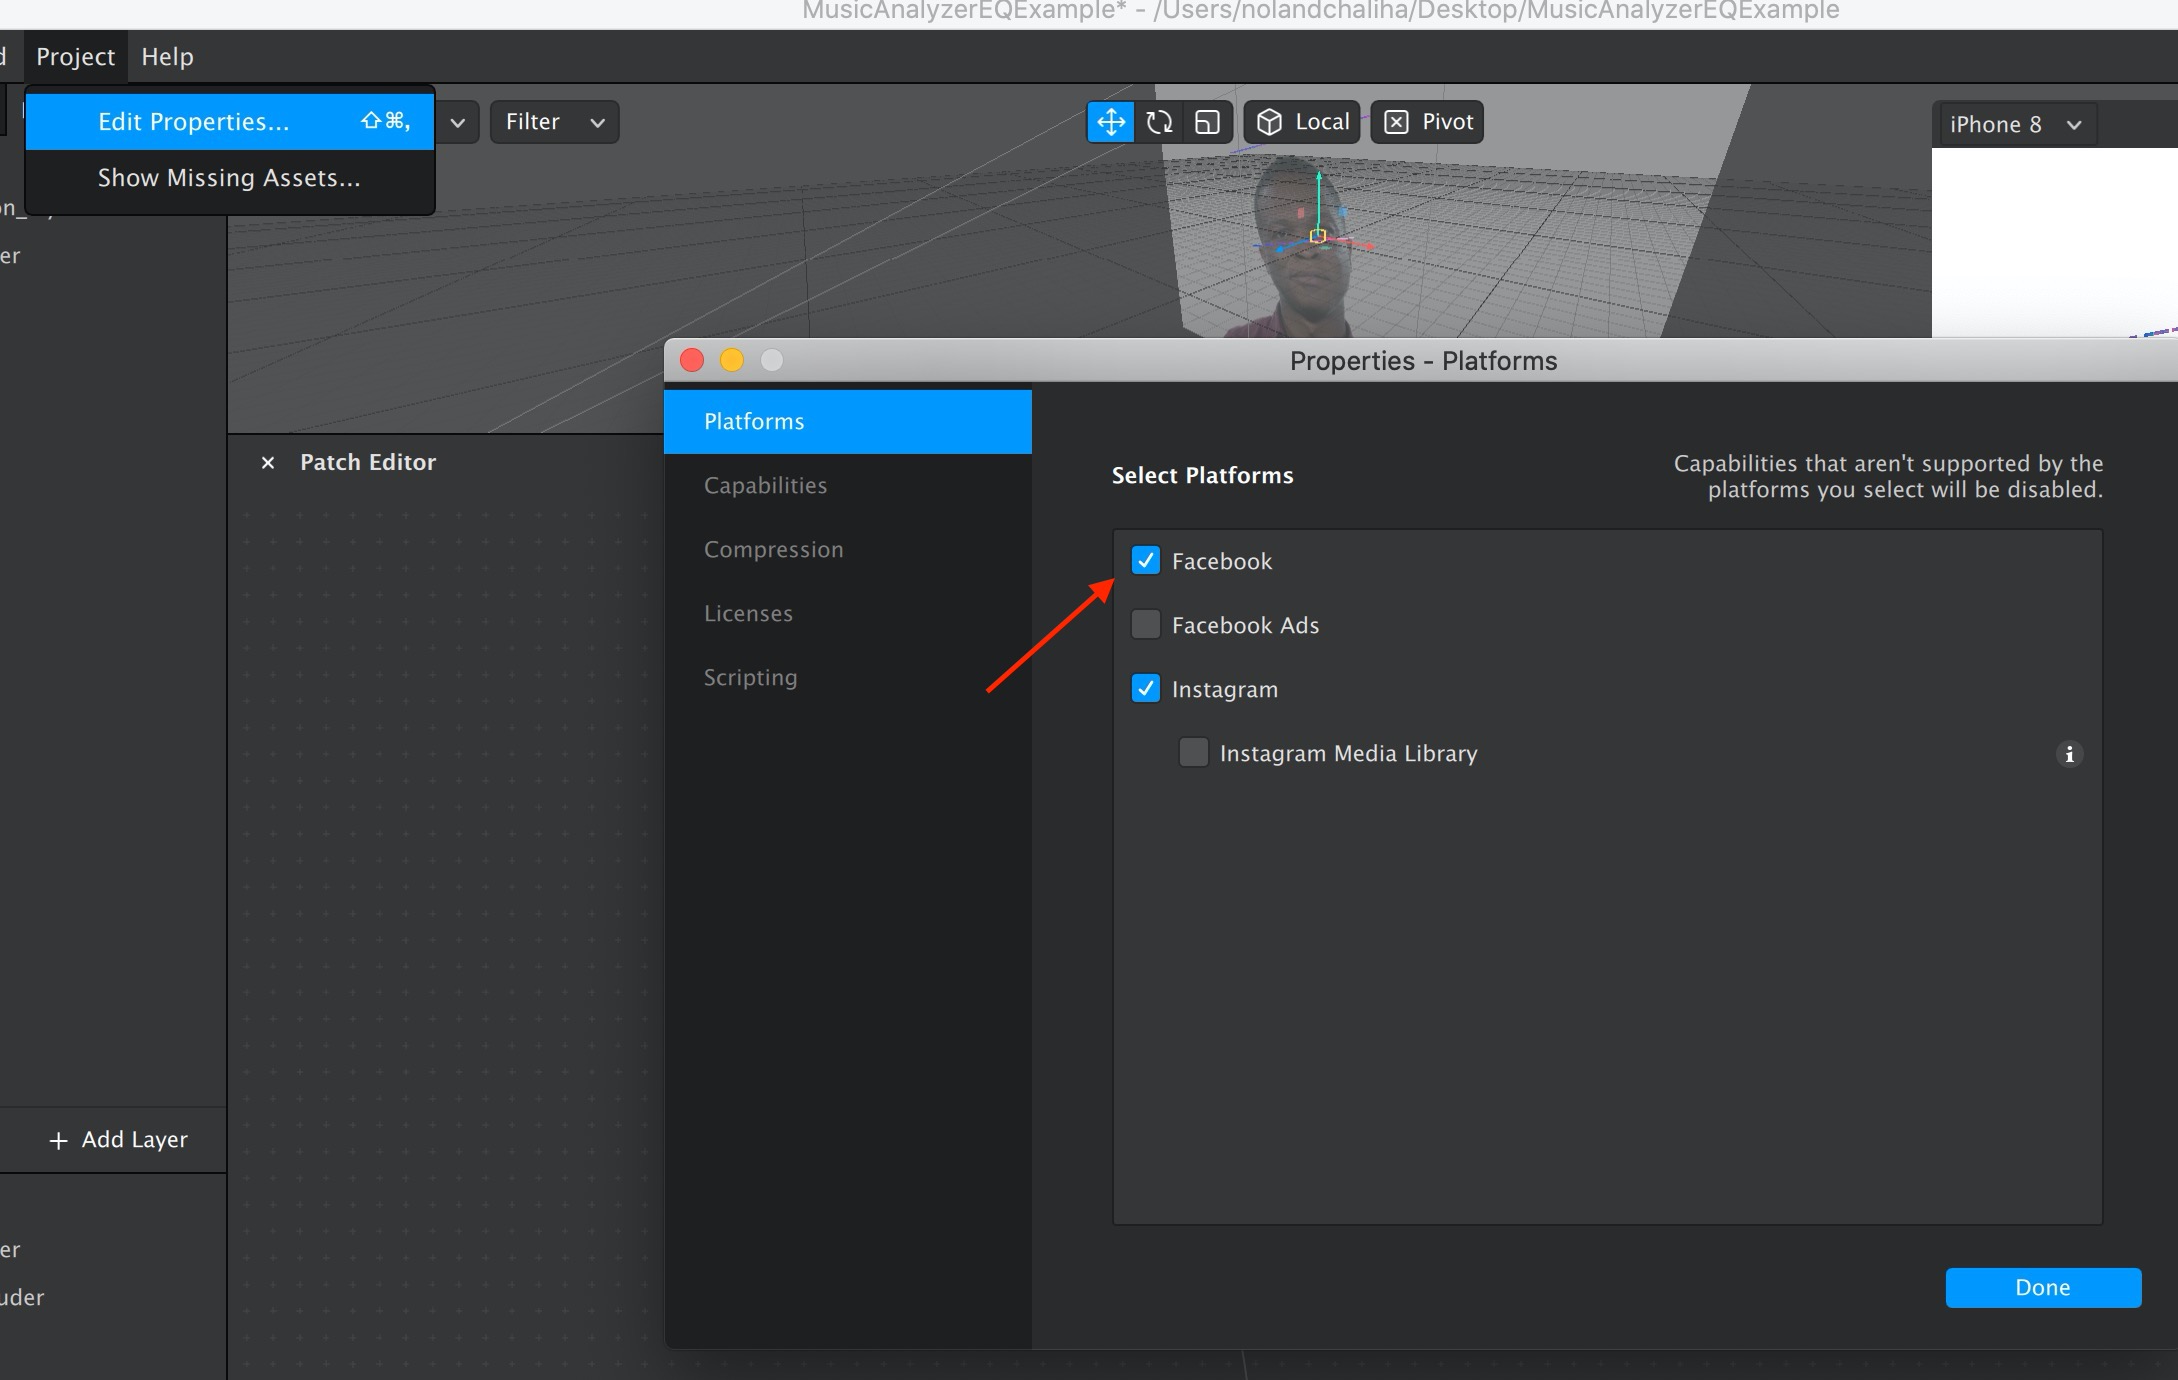 MusicAnalyzerEQExample* - /Users/nolandchaliha/Desktop/MusicAnalyzerEQExample
Project Help
Edit Properties... ⇧⌘,
Show Missing Assets...
Filter
Local
Pivot
iPhone 8
er
Properties - Platforms
Platforms
Capabilities
Compression
Licenses
Scripting
Patch Editor
Select Platforms
Capabilities that aren't supported by the
platforms you select will be disabled.
Facebook
Facebook Ads
Instagram
Instagram Media Library
+ Add Layer
er
uder
Done